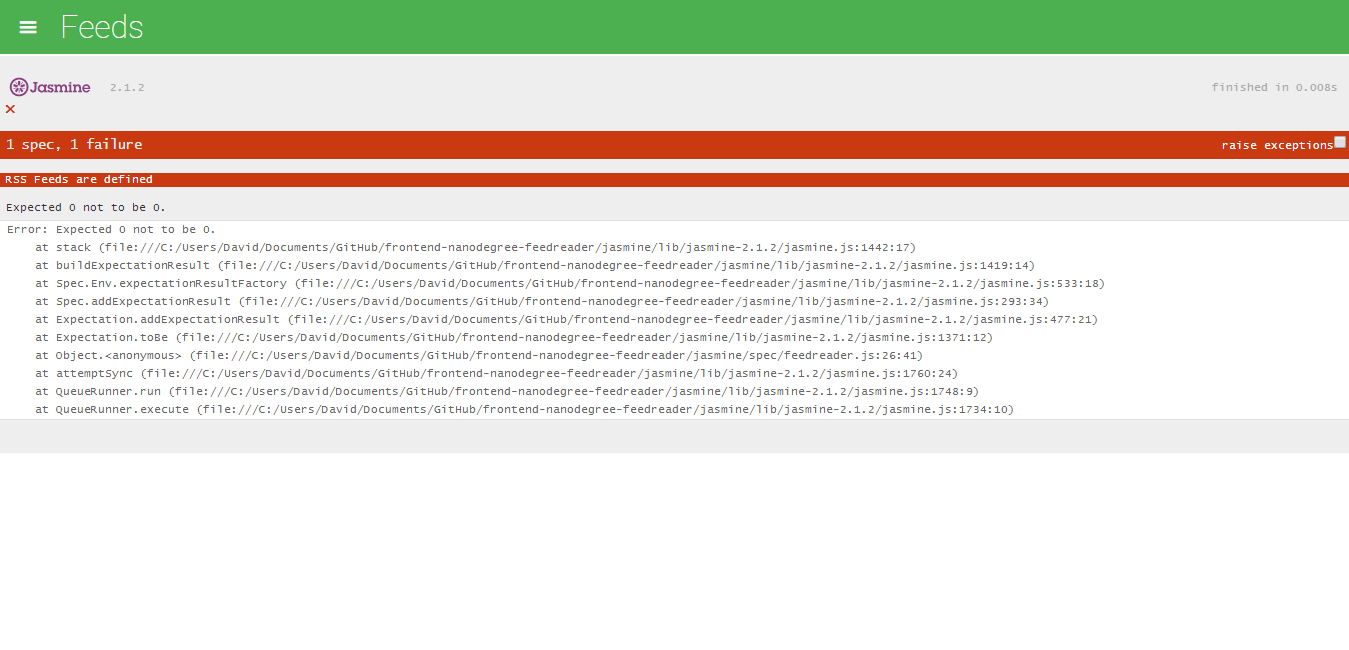 Feeds
Jasmine 2.1.2 finished in 0.008s
×
1 spec, 1 failure raise exceptions
RSS Feeds are defined
Expected 0 not to be 0.
Error: Expected 0 not to be 0.
at stack (file:///C:/Users/David/Documents/GitHub/frontend-nanodegree-feedreader/jasmine/lib/jasmine-2.1.2/jasmine.js:1442:17)
at buildExpectationResult (file:///C:/Users/David/Documents/GitHub/frontend-nanodegree-feedreader/jasmine/lib/jasmine-2.1.2/jasmine.js:1419:14)
at Spec.Env.expectationResultFactory (file:///C:/Users/David/Documents/GitHub/frontend-nanodegree-feedreader/jasmine/lib/jasmine-2.1.2/jasmine.js:533:18)
at Spec.addExpectationResult (file:///C:/Users/David/Documents/GitHub/frontend-nanodegree-feedreader/jasmine/lib/jasmine-2.1.2/jasmine.js:293:34)
at Expectation.addExpectationResult (file:///C:/Users/David/Documents/GitHub/frontend-nanodegree-feedreader/jasmine/lib/jasmine-2.1.2/jasmine.js:477:21)
at Expectation.toBe (file:///C:/Users/David/Documents/GitHub/frontend-nanodegree-feedreader/jasmine/lib/jasmine-2.1.2/jasmine.js:1371:12)
at Object.<anonymous> (file:///C:/Users/David/Documents/GitHub/frontend-nanodegree-feedreader/jasmine/spec/feedreader.js:26:41)
at attemptSync (file:///C:/Users/David/Documents/GitHub/frontend-nanodegree-feedreader/jasmine/lib/jasmine-2.1.2/jasmine.js:1760:24)
at QueueRunner.run (file:///C:/Users/David/Documents/GitHub/frontend-nanodegree-feedreader/jasmine/lib/jasmine-2.1.2/jasmine.js:1748:9)
at QueueRunner.execute (file:///C:/Users/David/Documents/GitHub/frontend-nanodegree-feedreader/jasmine/lib/jasmine-2.1.2/jasmine.js:1734:10)